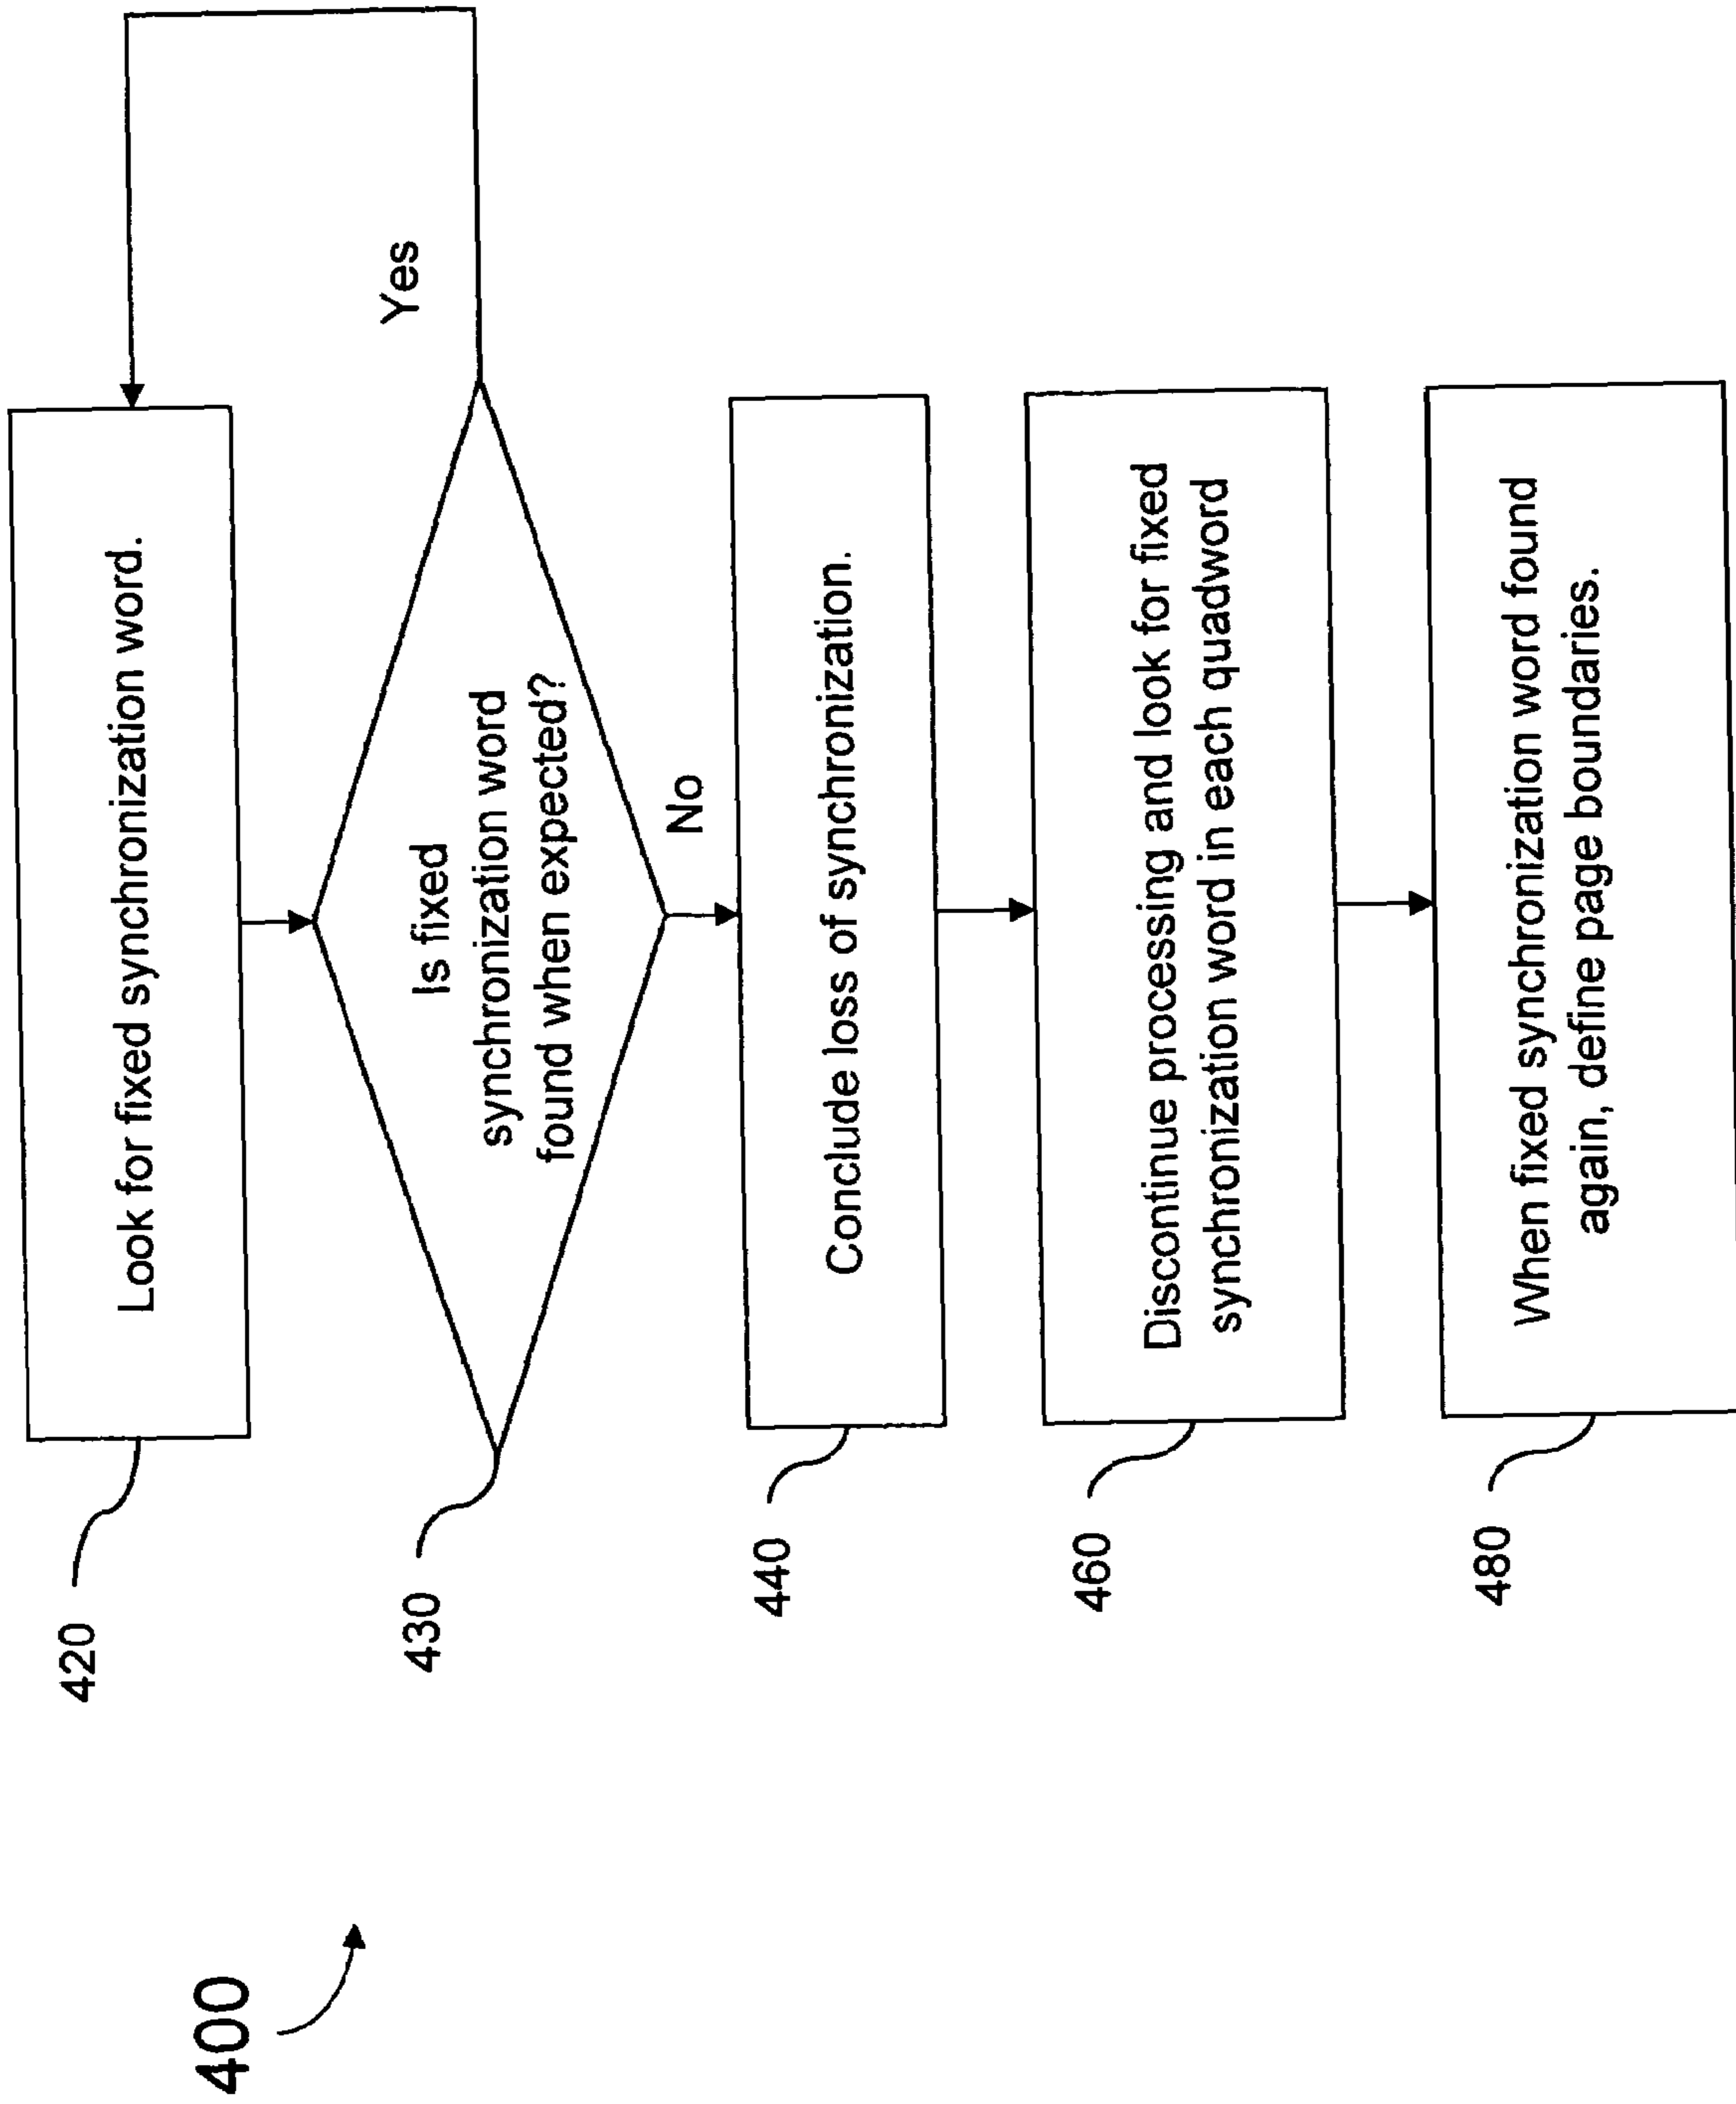 400
420
Look for fixed synchronization word.
430
Is fixed
synchronization word
found when expected?
Yes
No
440
Conclude loss of synchronization.
460
Discontinue processing and look for fixed
synchronization word in each quadword
480
When fixed synchronization word found
again, define page boundaries.